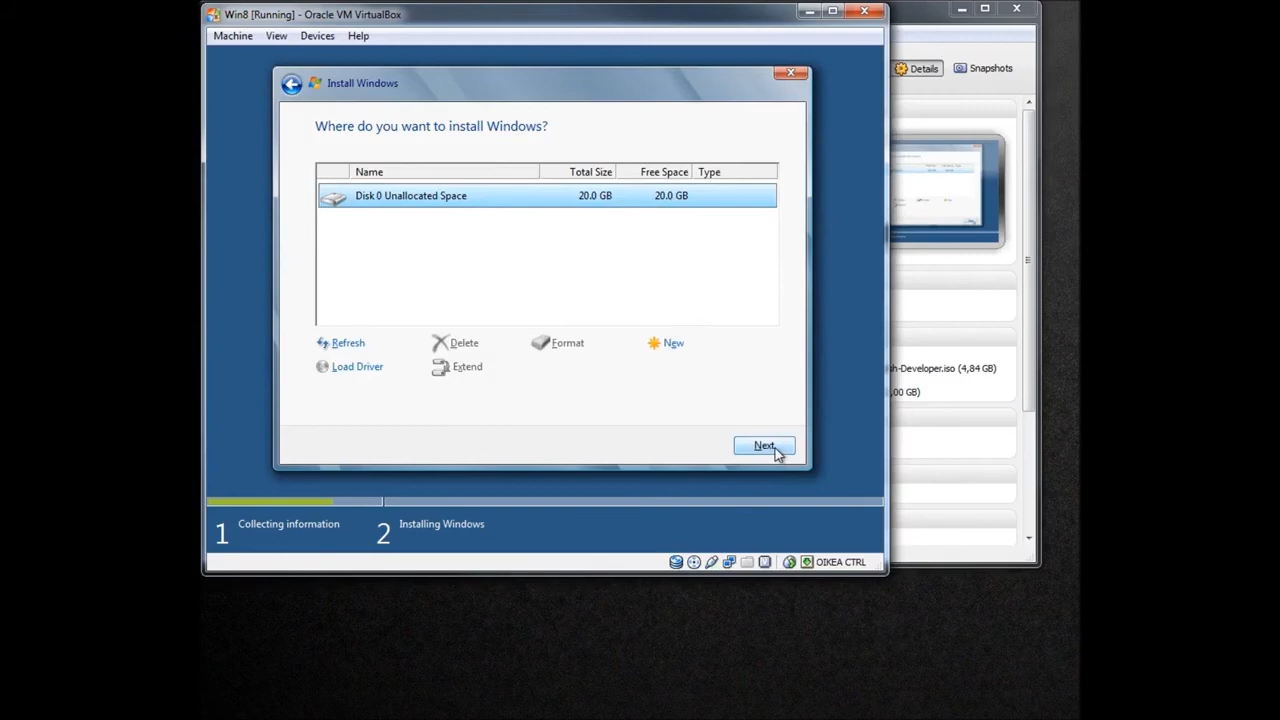 Win8 [Running] - Oracle VM VirtualBox
Machine View Devices Help
Details Snapshots
Install Windows
Where do you want to install Windows?
Name Total Size Free Space Type
Disk 0 Unallocated Space 20.0 GB 20.0 GB
Refresh Delete Format New
Load Driver Extend
sh-Developer.iso (4,84 GB)
,00 GB)
Next
1 Collecting information 2 Installing Windows
OIKEA CTRL